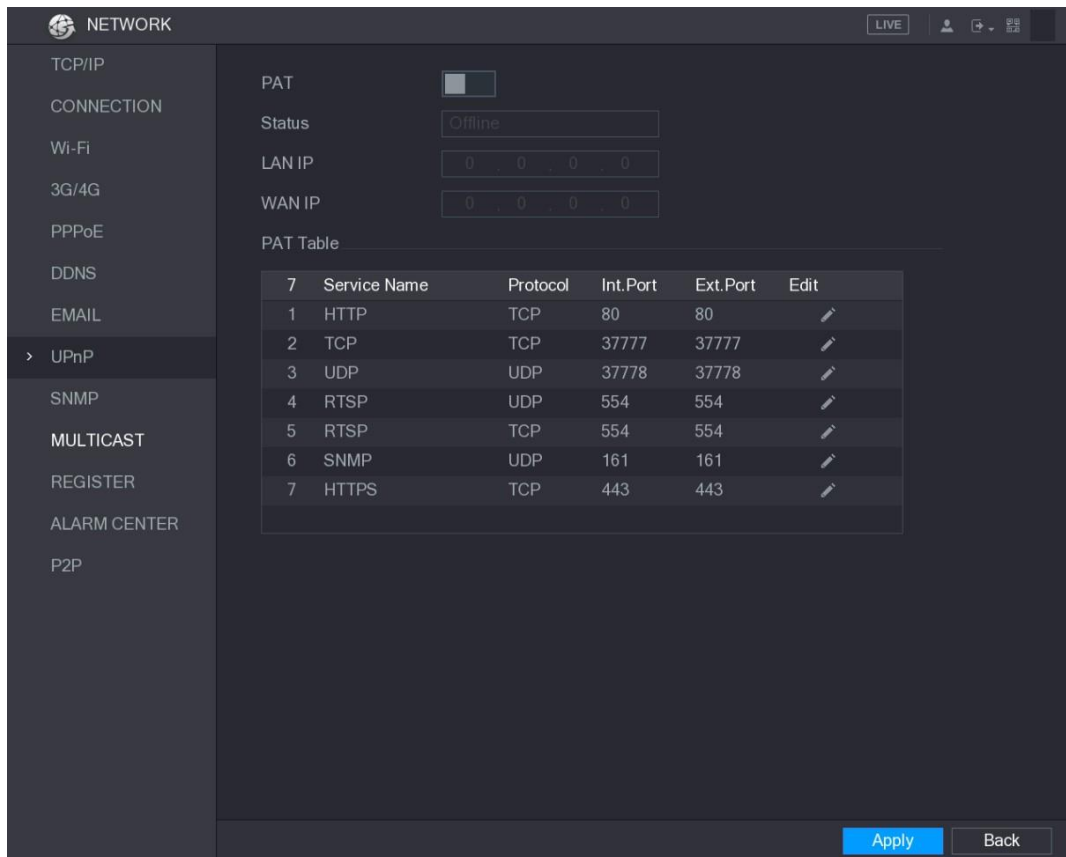 NETWORK
LIVE
TCP/IP
CONNECTION
Wi-Fi
3G/4G
PPPoE
DDNS
EMAIL
> UPnP
SNMP
MULTICAST
REGISTER
ALARM CENTER
P2P
PAT
Status Offline
LAN IP 0 . 0 . 0 . 0
WAN IP 0 . 0 . 0 . 0
PAT Table
7 Service Name Protocol Int.Port Ext.Port Edit
1 HTTP TCP 80 80
2 TCP TCP 37777 37777
3 UDP UDP 37778 37778
4 RTSP UDP 554 554
5 RTSP TCP 554 554
6 SNMP UDP 161 161
7 HTTPS TCP 443 443
Apply Back